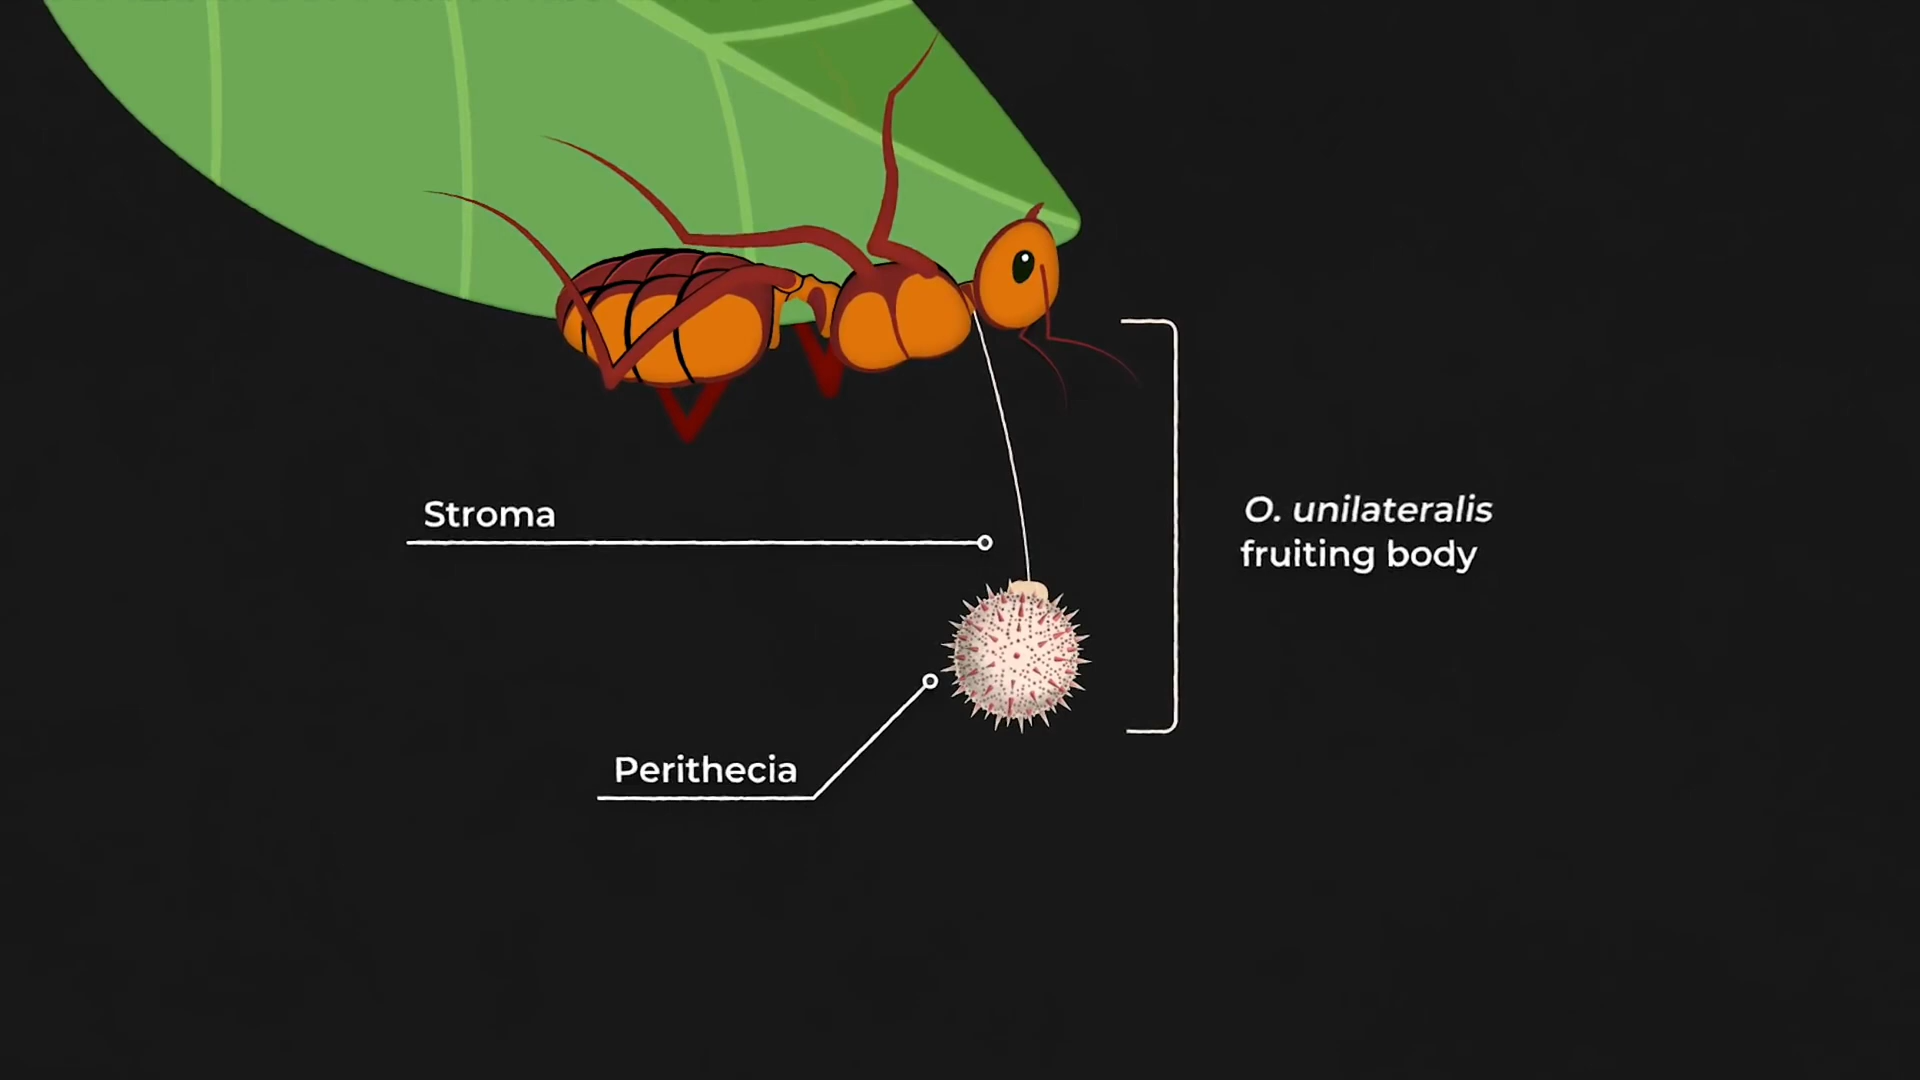 Stroma
O. unilateralis
fruiting body
Perithecia